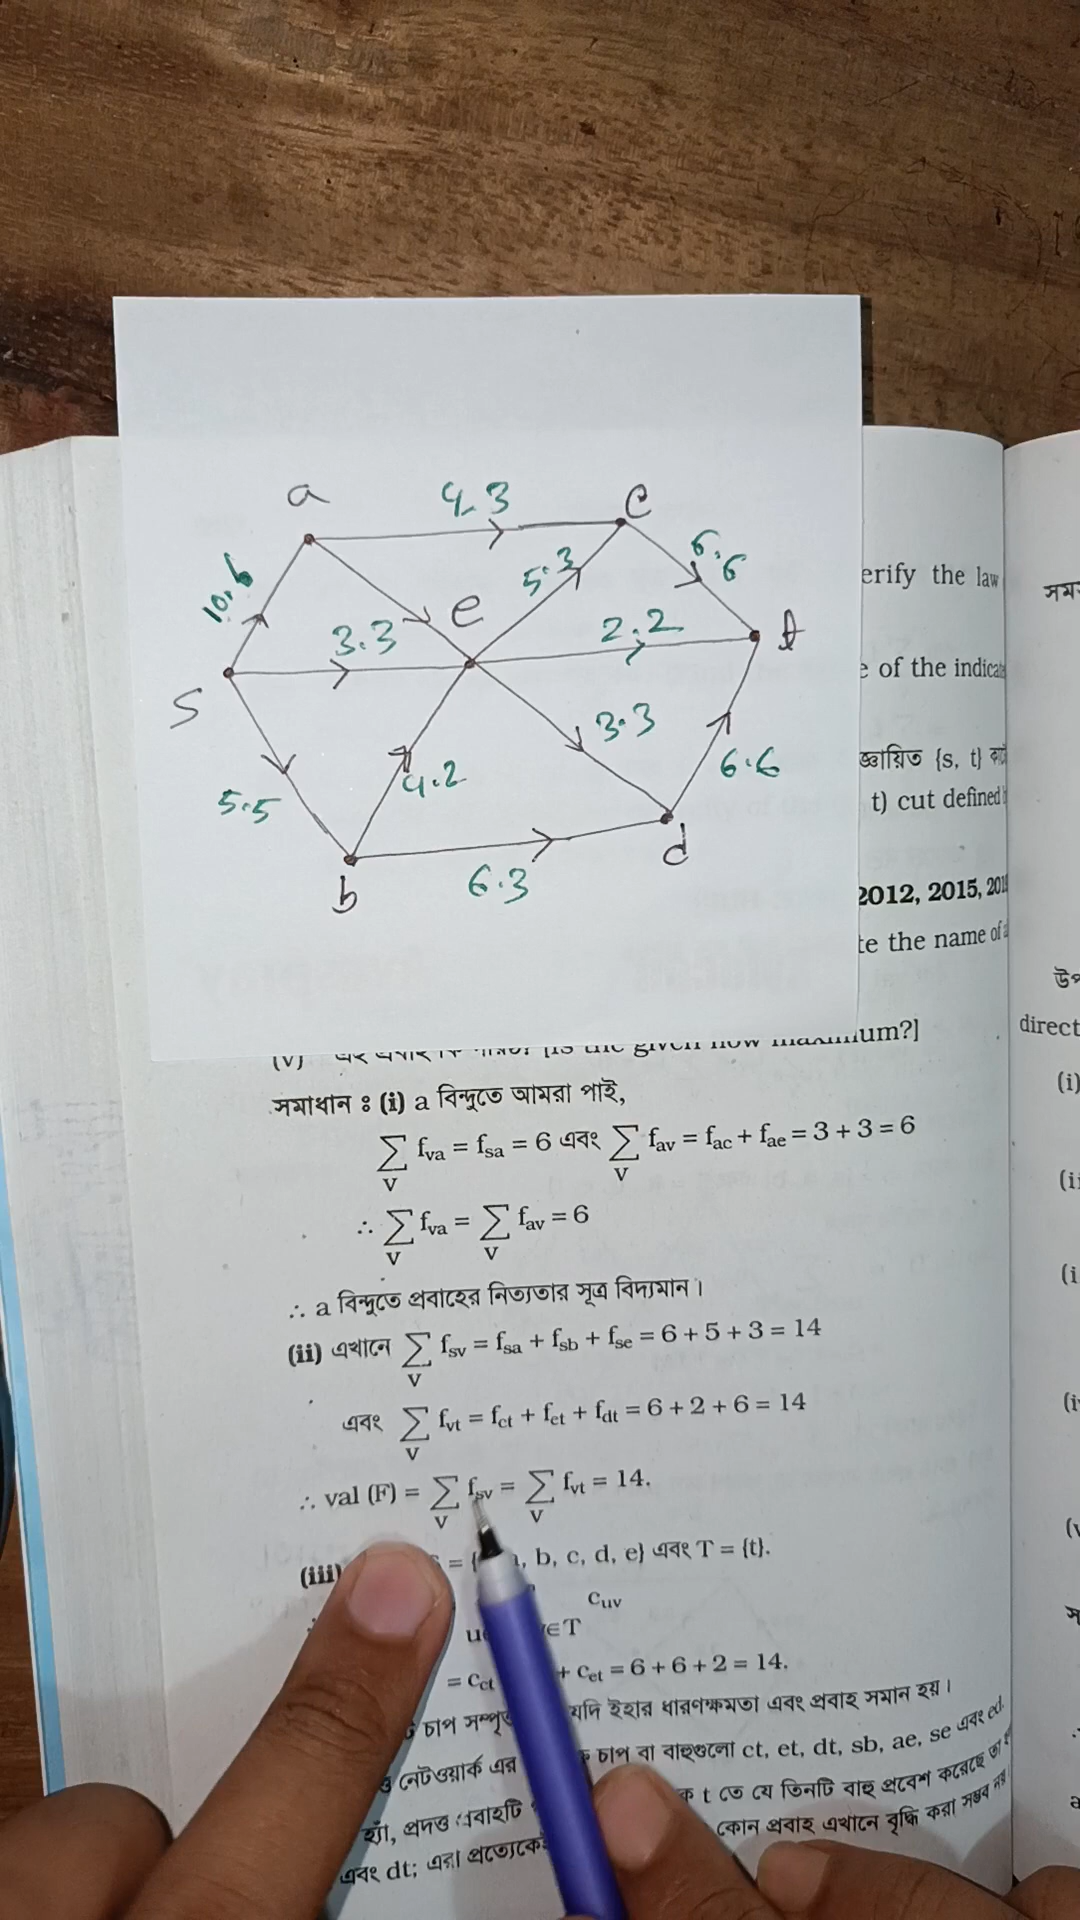 a
4.3
c
10.6
5.3
6.6
e
3.3
2.2
t
S
3.3
5.5
4.2
6.6
6.3
d
b
erify the law
e of the indicat
জ্ঞায়িত {s, t}
t) cut defined
2012, 2015, 201
te the name of
(v)
um?]
সমাধান ঃ (i) a বিন্দুতে আমরা পাই,
∑ f_va = f_sa = 6 এবং ∑ f_av = f_ac + f_ae = 3 + 3 = 6
V V
∴ ∑ f_va = ∑ f_av = 6
V V
∴ a বিন্দুতে প্রবাহের নিত্যতার সূত্র বিদ্যমান।
(ii) এখানে ∑ f_sv = f_sa + f_sb + f_se = 6 + 5 + 3 = 14
V
এবং ∑ f_vt = f_ct + f_et + f_dt = 6 + 2 + 6 = 14
V
∴ val (F) = ∑ f_sv = ∑ f_vt = 14.
V V
(iii) = { , b, c, d, e} এবং T = {t}.
c_uv
∈T
= c_ct + c_et = 6 + 6 + 2 = 14.
চাপ সম্পৃ যদি ইহার ধারণক্ষমতা এবং প্রবাহ সমান হয়।
নেটওয়ার্ক এর চাপ বা বাহুগুলো ct, et, dt, sb, ae, se এবং ed.
হ্যাঁ, প্রদত্ত প্রবাহটি t তে যে তিনটি বাহু প্রবেশ করেছে
এবং dt; এরা প্রত্যেকেই কোন প্রবাহ এখানে বৃদ্ধি করা সম্ভব নয়
সম
direct
(i)